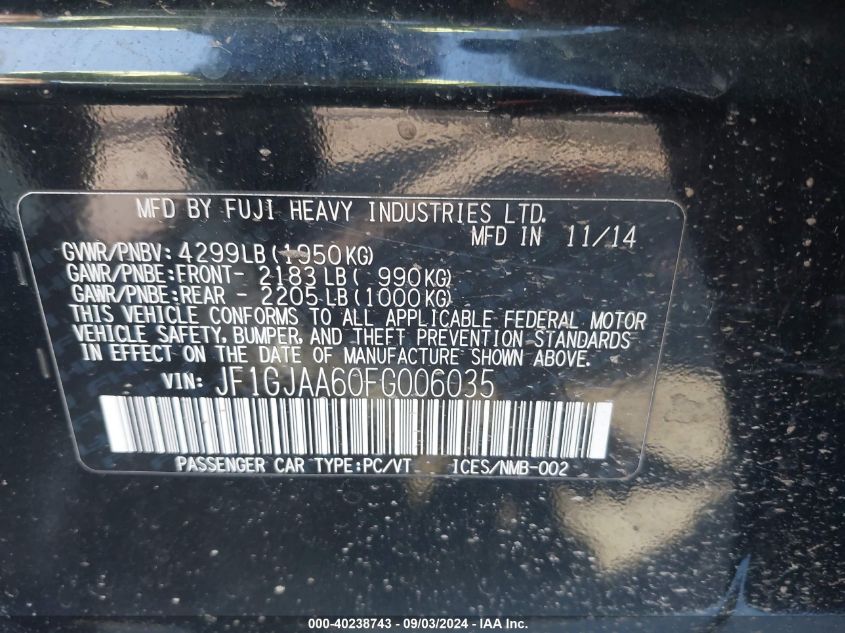 MFD BY FUJI HEAVY INDUSTRIES LTD.
MFD IN 11/14
GVWR/PNBV: 4299LB (1950KG)
GAWR/PNBE: FRONT- 2183LB ( 990KG)
GAWR/PNBE: REAR - 2205LB (1000KG)
THIS VEHICLE CONFORMS TO ALL APPLICABLE FEDERAL MOTOR
VEHICLE SAFETY, BUMPER, AND THEFT PREVENTION STANDARDS
IN EFFECT ON THE DATE OF MANUFACTURE SHOWN ABOVE.
VIN: JF1GJAA60FG006035
PASSENGER CAR TYPE: PC/VT ICES/NMB-002
000-40238743 - 09/03/2024 - IAA Inc.